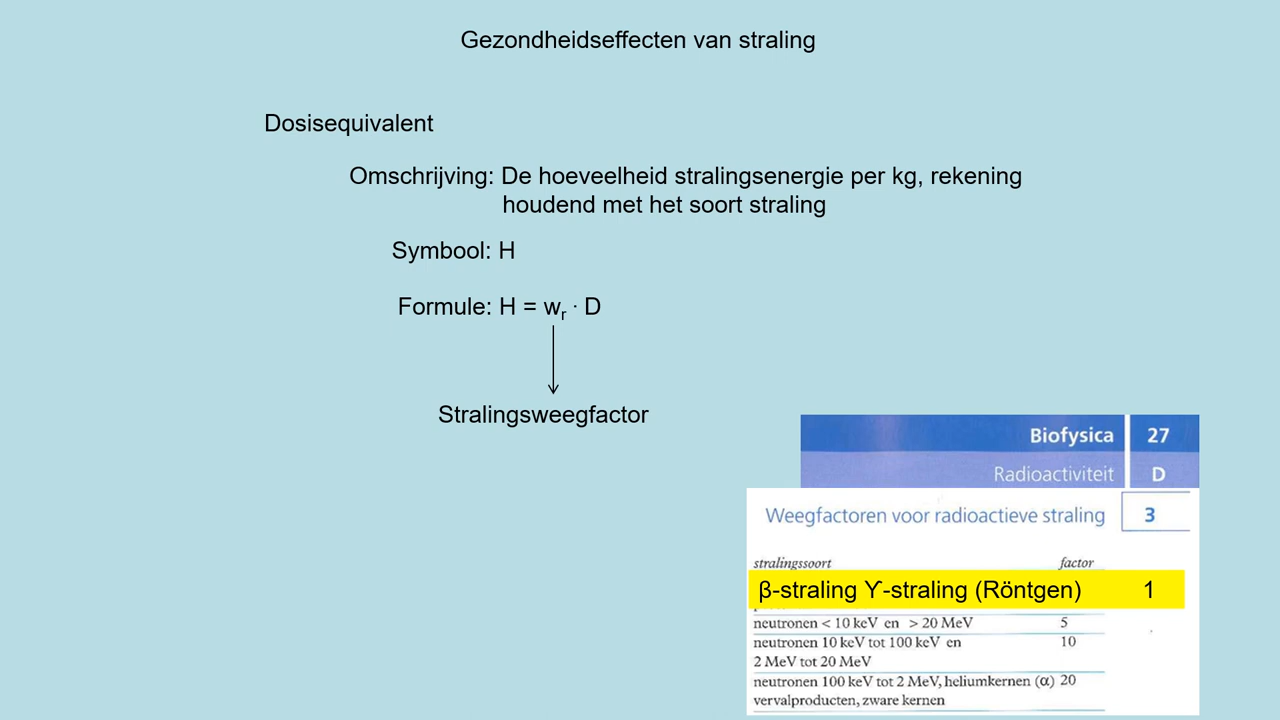 Gezondheidseffecten van straling
Dosisequivalent
Omschrijving: De hoeveelheid stralingsenergie per kg, rekening
houdend met het soort straling
Symbool: H
Formule: H = wr · D
Stralingsweegfactor
Biofysica 27
Radioactiviteit D
Weegfactoren voor radioactieve straling 3
stralingssoort factor
β-straling ϒ-straling (Röntgen) 1
neutronen < 10 keV en > 20 MeV 5
neutronen 10 keV tot 100 keV en 10
2 MeV tot 20 MeV
neutronen 100 keV tot 2 MeV, heliumkernen (α) 20
vervalproducten, zware kernen